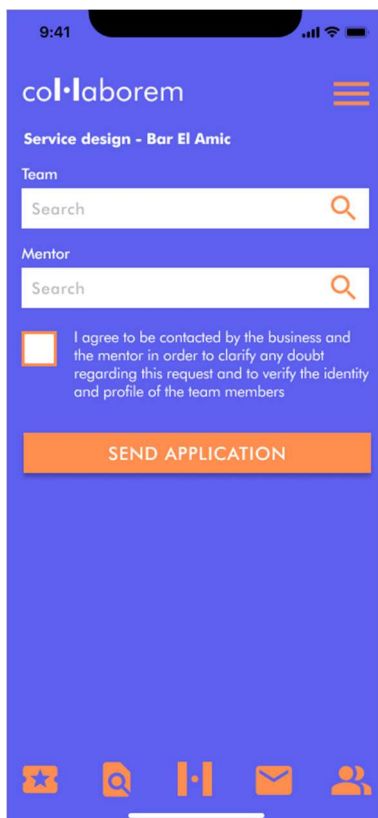 9:41
col·laborem
Service design - Bar El Amic
Team
Search
Mentor
Search
I agree to be contacted by the business and
the mentor in order to clarify any doubt
regarding this request and to verify the identity
and profile of the team members
SEND APPLICATION
l·l